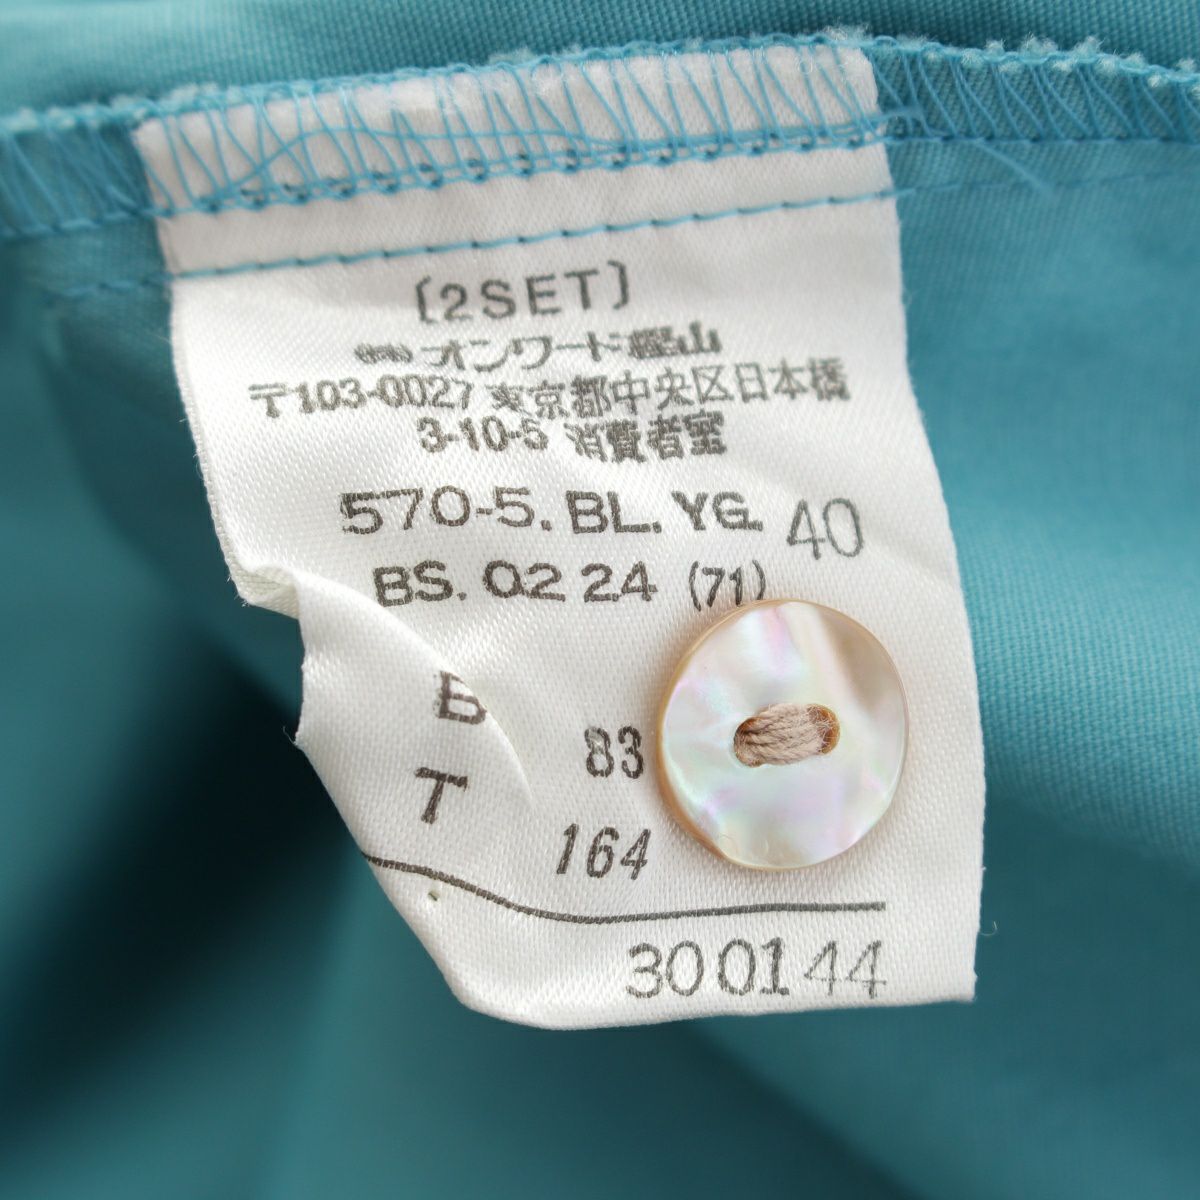 〔2SET〕
㈱オンワード樫山
〒103-0027 東京都中央区日本橋
3-10-5 消費者室
570-5. BL. YG. 40
BS. 02 24 (71)
B 83
T 164
300144